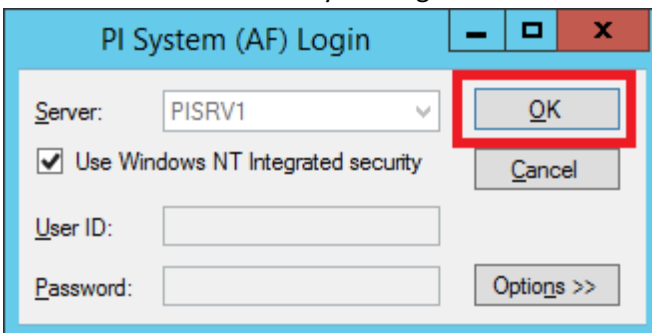 PI System (AF) Login
Server: PISRV1 OK
Use Windows NT Integrated security Cancel
User ID:
Password: Options >>